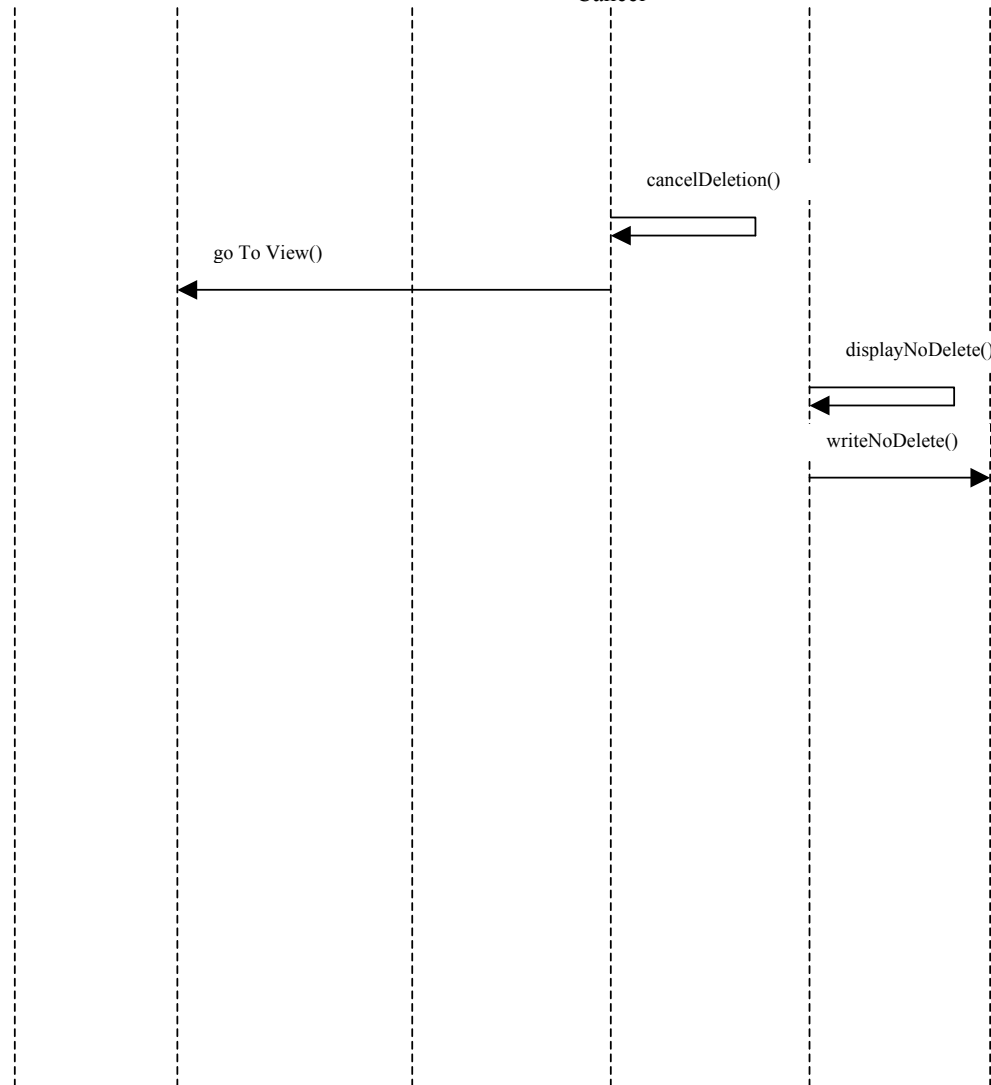 Cancel
cancelDeletion()
go To View()
displayNoDelete()
writeNoDelete()